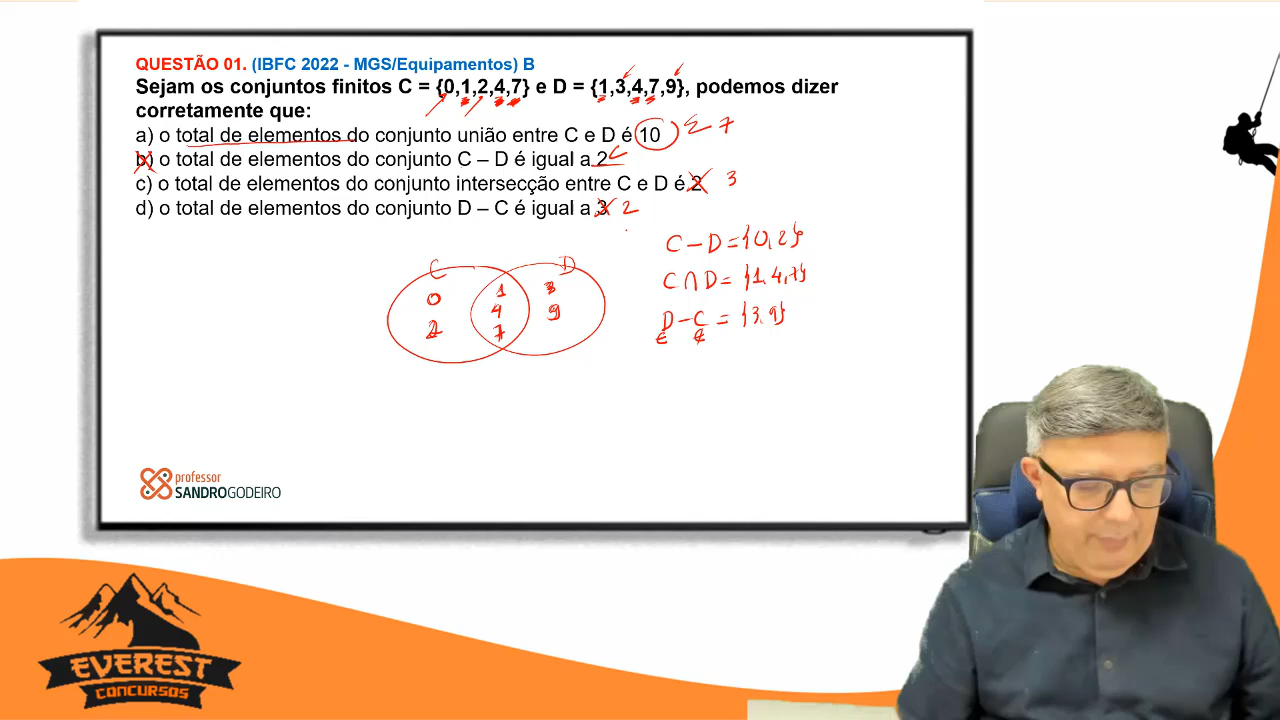 QUESTÃO 01. (IBFC 2022 - MGS/Equipamentos) B
Sejam os conjuntos finitos C = {0,1,2,4,7} e D = {1,3,4,7,9}, podemos dizer
corretamente que:
a) o total de elementos do conjunto união entre C e D é 10 7
b) o total de elementos do conjunto C – D é igual a 2
c) o total de elementos do conjunto intersecção entre C e D é 2 3
d) o total de elementos do conjunto D – C é igual a 3 2
C D
0 1 3
2 4 9
7
C – D = {0, 2}
C ∩ D = {1, 4, 7}
D – C = {3, 9}
∈ ∉
professor
SANDROGODEIRO
EVEREST
CONCURSOS